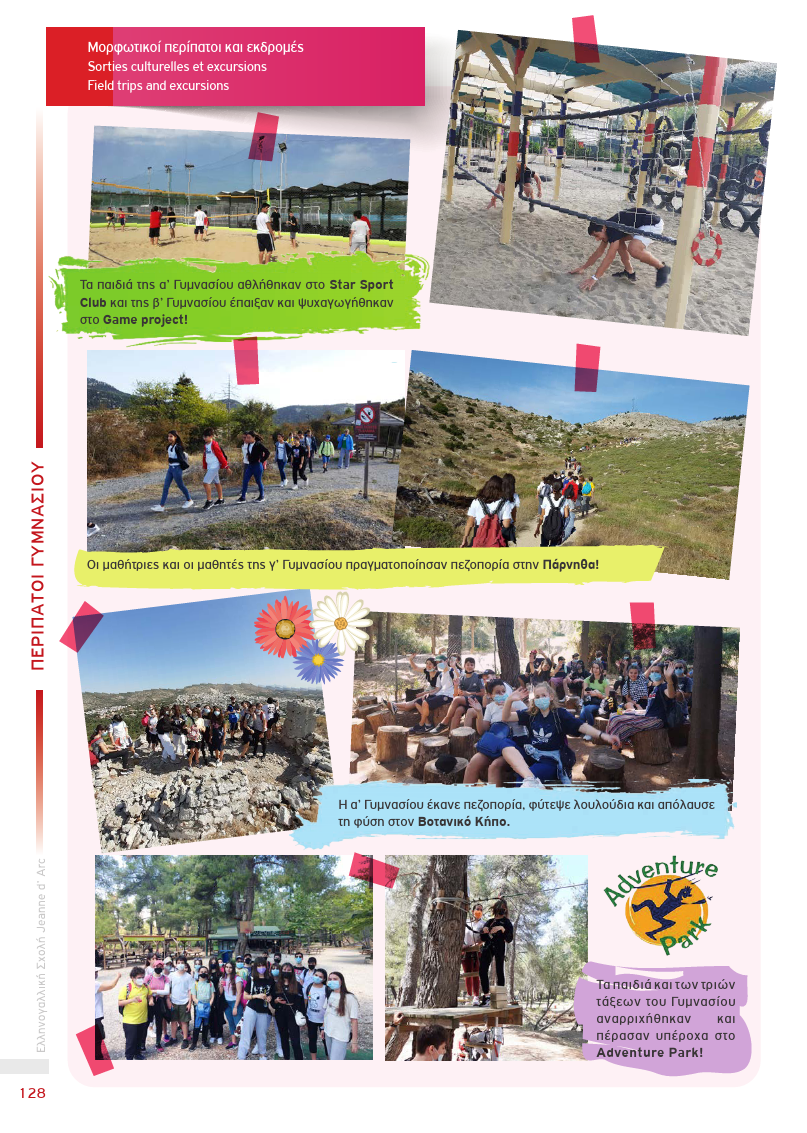 Μορφωτικοί περίπατοι και εκδρομές
Sorties culturelles et excursions
Field trips and excursions
Τα παιδιά της α’ Γυμνασίου αθλήθηκαν στο Star Sport
Club και της β’ Γυμνασίου έπαιξαν και ψυχαγωγήθηκαν
στο Game project!
Οι μαθήτριες και οι μαθητές της γ’ Γυμνασίου πραγματοποίησαν πεζοπορία στην Πάρνηθα!
ΠΕΡΙΠΑΤΟΙ ΓΥΜΝΑΣΙΟΥ
Η α’ Γυμνασίου έκανε πεζοπορία, φύτεψε λουλούδια και απόλαυσε
τη φύση στον Βοτανικό Κήπο.
Adventure
Park
Τα παιδιά και των τριών
τάξεων του Γυμνασίου
αναρριχήθηκαν και
πέρασαν υπέροχα στο
Adventure Park!
Ελληνογαλλική Σχολή Jeanne d’ Arc
128